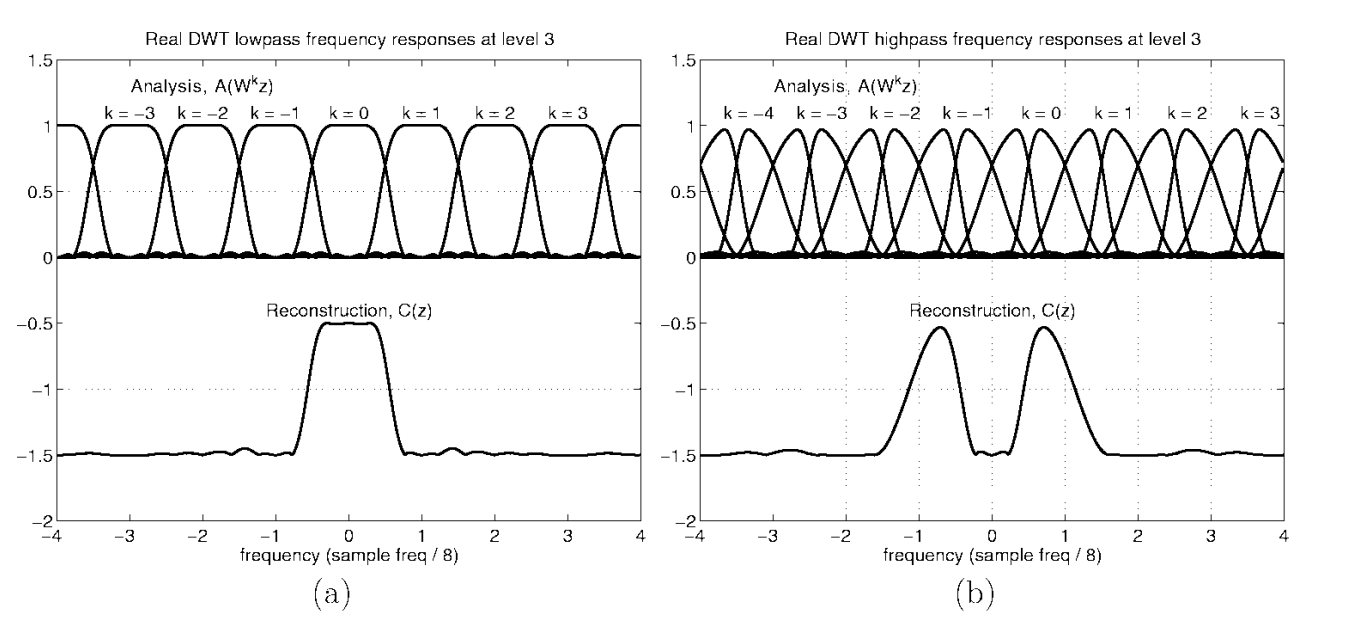 Real DWT lowpass frequency responses at level 3
1.5
1
0.5
0
−0.5
−1
−1.5
−2
Analysis, A(Wᵏz)
k = −3 k = −2 k = −1 k = 0 k = 1 k = 2 k = 3
Reconstruction, C(z)
−4 −3 −2 −1 0 1 2 3 4
frequency (sample freq / 8)
(a)
Real DWT highpass frequency responses at level 3
1.5
1
0.5
0
−0.5
−1
−1.5
−2
Analysis, A(Wᵏz)
k = −4 k = −3 k = −2 k = −1 k = 0 k = 1 k = 2 k = 3
Reconstruction, C(z)
−4 −3 −2 −1 0 1 2 3 4
frequency (sample freq / 8)
(b)